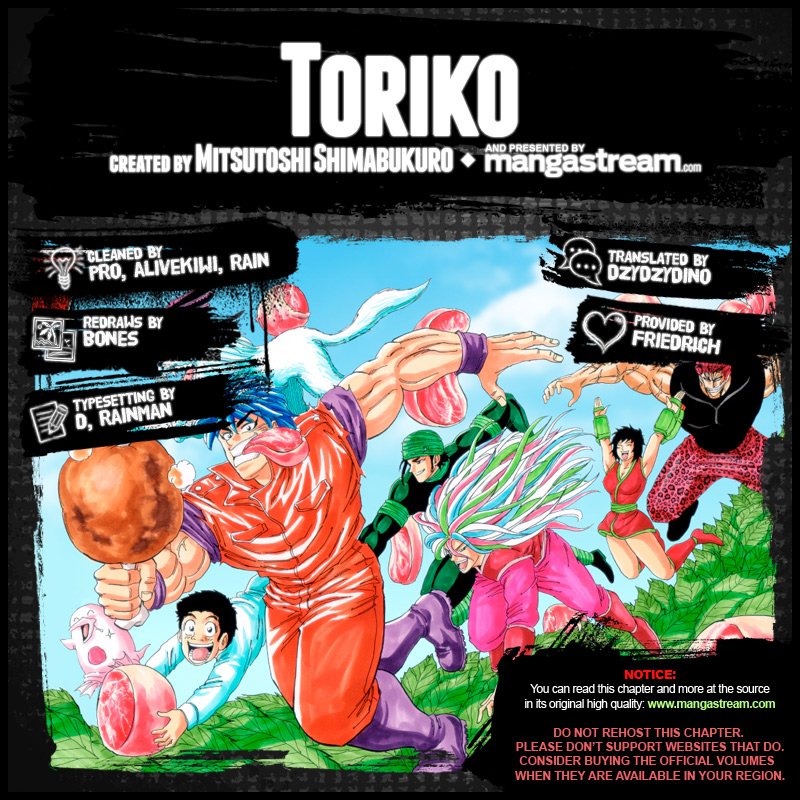 TORIKO
CREATED BY MITSUTOSHI SHIMABUKURO ◆ AND PRESENTED BY mangastream.com
CLEANED BY
PRO, ALIVEKIWI, RAIN
REDRAWS BY
BONES
TYPESETTING BY
D, RAINMAN
TRANSLATED BY
DZYDZYDINO
PROVIDED BY
FRIEDRICH
NOTICE:
You can read this chapter and more at the source
in its original high quality: www.mangastream.com
DO NOT REHOST THIS CHAPTER.
PLEASE DON'T SUPPORT WEBSITES THAT DO.
CONSIDER BUYING THE OFFICIAL VOLUMES
WHEN THEY ARE AVAILABLE IN YOUR REGION.